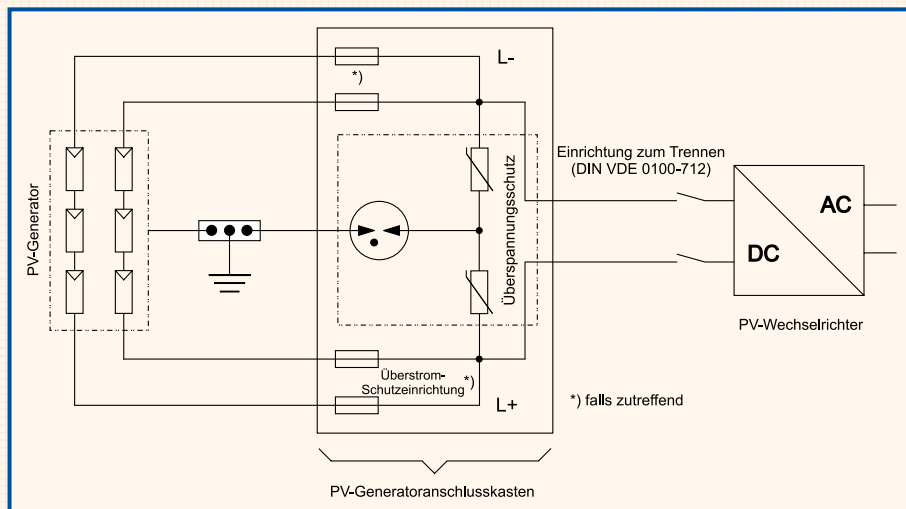 L-
*)
PV-Generator
Überspannungsschutz
Einrichtung zum Trennen
(DIN VDE 0100-712)
AC
DC
PV-Wechselrichter
Überstrom-
Schutzeinrichtung *)
L+
*) falls zutreffend
PV-Generatoranschlusskasten